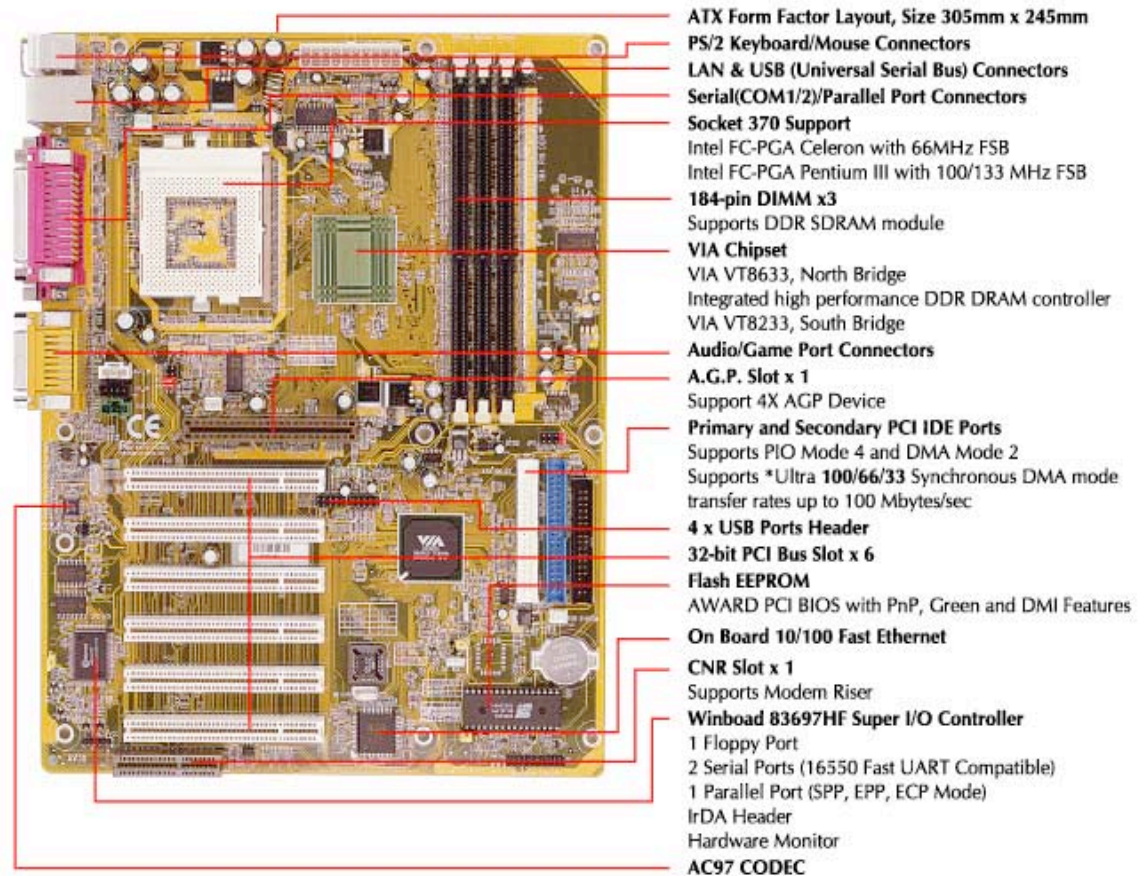 ATX Form Factor Layout, Size 305mm x 245mm
PS/2 Keyboard/Mouse Connectors
LAN & USB (Universal Serial Bus) Connectors
Serial(COM1/2)/Parallel Port Connectors
Socket 370 Support
Intel FC-PGA Celeron with 66MHz FSB
Intel FC-PGA Pentium III with 100/133 MHz FSB
184-pin DIMM x3
Supports DDR SDRAM module
VIA Chipset
VIA VT8633, North Bridge
Integrated high performance DDR DRAM controller
VIA VT8233, South Bridge
Audio/Game Port Connectors
A.G.P. Slot x 1
Support 4X AGP Device
Primary and Secondary PCI IDE Ports
Supports PIO Mode 4 and DMA Mode 2
Supports *Ultra 100/66/33 Synchronous DMA mode
transfer rates up to 100 Mbytes/sec
4 x USB Ports Header
32-bit PCI Bus Slot x 6
Flash EEPROM
AWARD PCI BIOS with PnP, Green and DMI Features
On Board 10/100 Fast Ethernet
CNR Slot x 1
Supports Modem Riser
Winboad 83697HF Super I/O Controller
1 Floppy Port
2 Serial Ports (16550 Fast UART Compatible)
1 Parallel Port (SPP, EPP, ECP Mode)
IrDA Header
Hardware Monitor
AC97 CODEC
CE
VIA